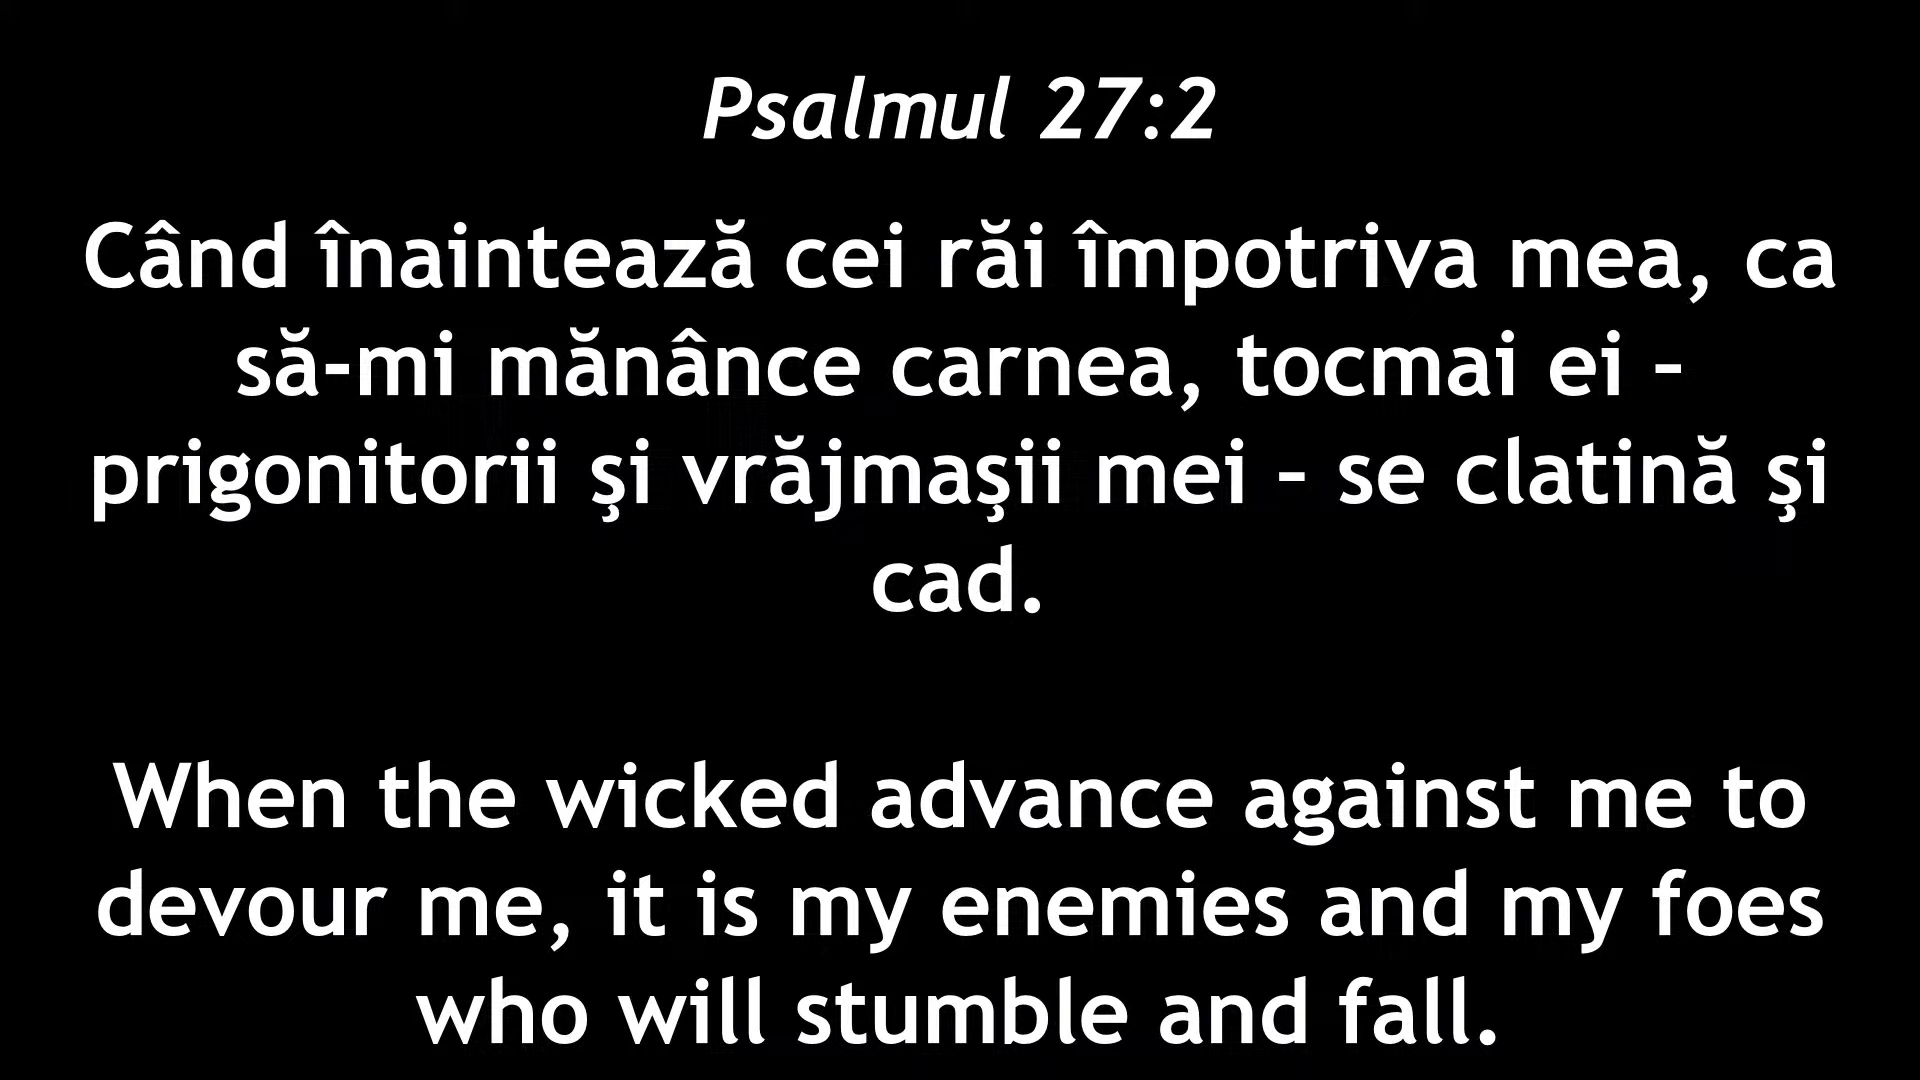 Psalmul 27:2
Când înaintează cei răi împotriva mea, ca
să-mi mănânce carnea, tocmai ei –
prigonitorii şi vrăjmaşii mei – se clatină şi
cad.
When the wicked advance against me to
devour me, it is my enemies and my foes
who will stumble and fall.